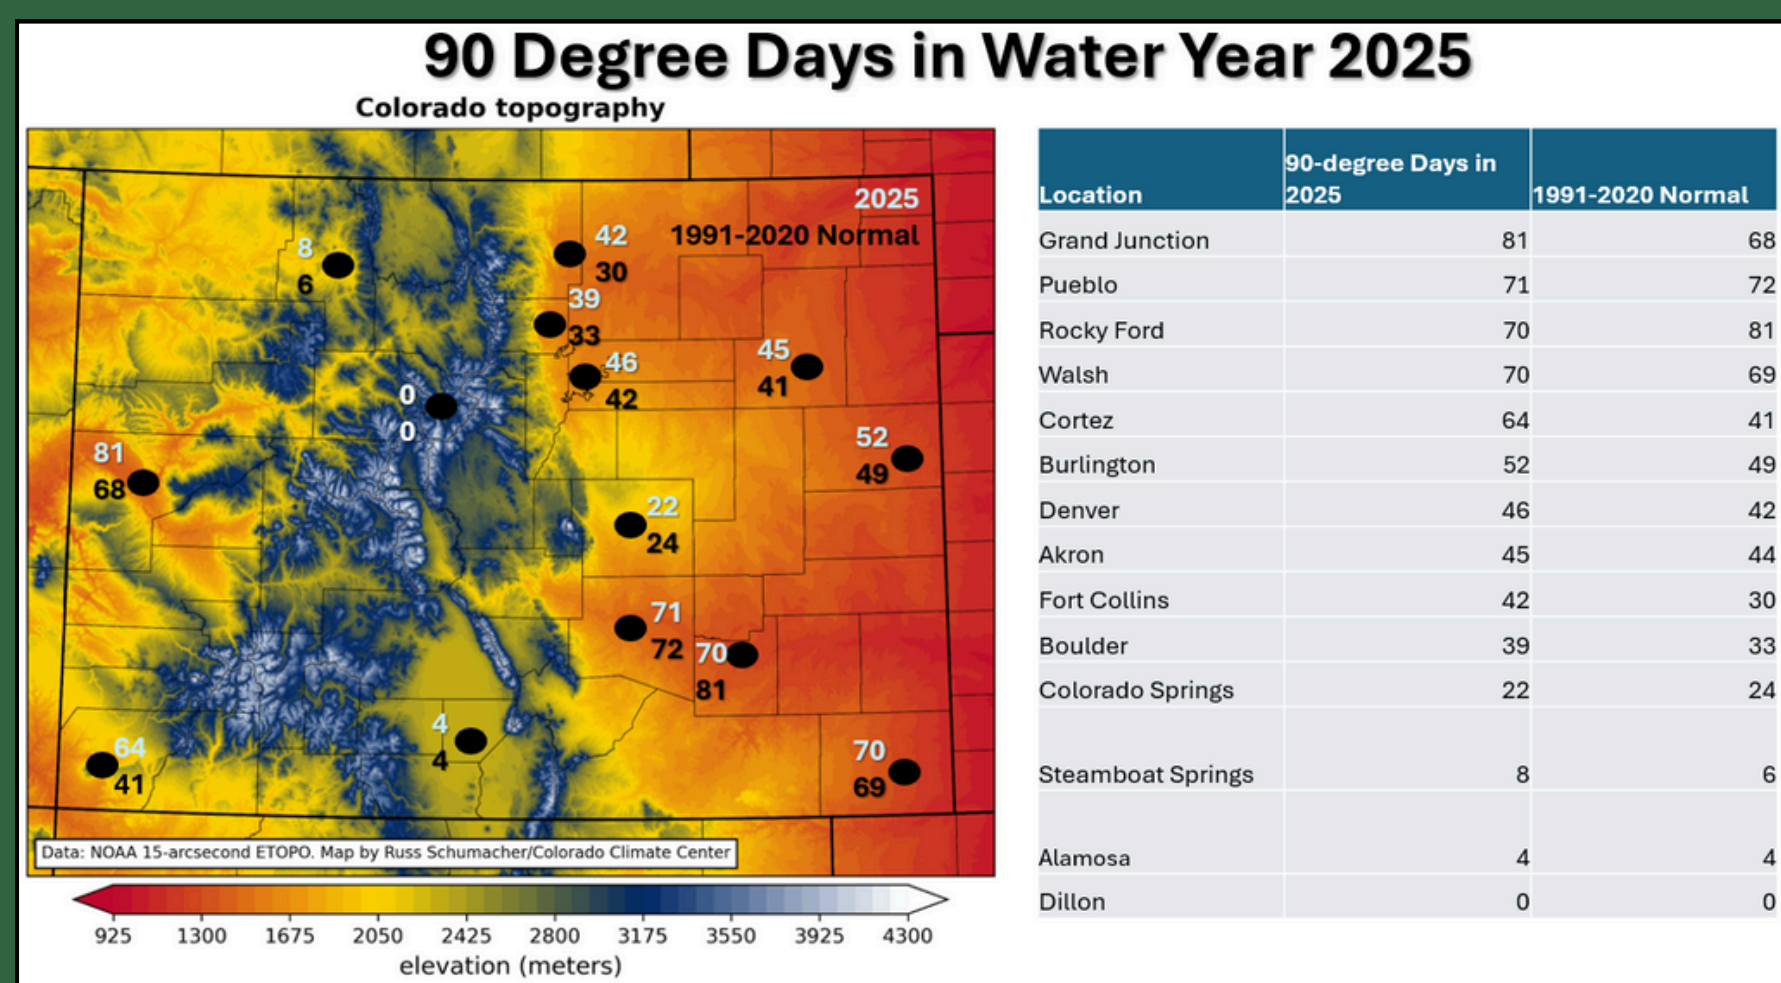 90 Degree Days in Water Year 2025
Colorado topography
2025
1991-2020 Normal
8
6
42
30
39
33
46
42
45
41
0
0
52
49
81
68
22
24
71
72
70
81
4
4
64
41
70
69
Data: NOAA 15-arcsecond ETOPO. Map by Russ Schumacher/Colorado Climate Center
925 1300 1675 2050 2425 2800 3175 3550 3925 4300
elevation (meters)
Location 90-degree Days in 2025 1991-2020 Normal
Grand Junction 81 68
Pueblo 71 72
Rocky Ford 70 81
Walsh 70 69
Cortez 64 41
Burlington 52 49
Denver 46 42
Akron 45 44
Fort Collins 42 30
Boulder 39 33
Colorado Springs 22 24
Steamboat Springs 8 6
Alamosa 4 4
Dillon 0 0